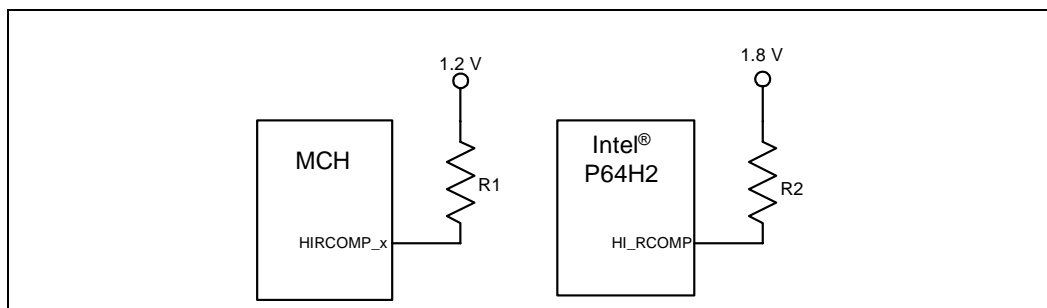 1.2 V
MCH
R1
HIRCOMP_x
1.8 V
Intel®
P64H2
R2
HI_RCOMP